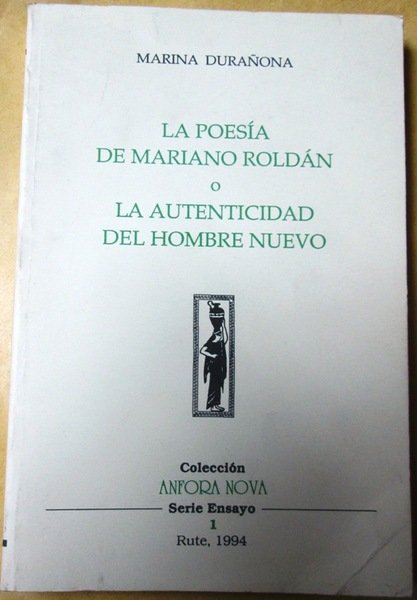 MARINA DURAÑONA
LA POESÍA
DE MARIANO ROLDÁN
o
LA AUTENTICIDAD
DEL HOMBRE NUEVO
Colección
ANFORA NOVA
Serie Ensayo
1
Rute, 1994